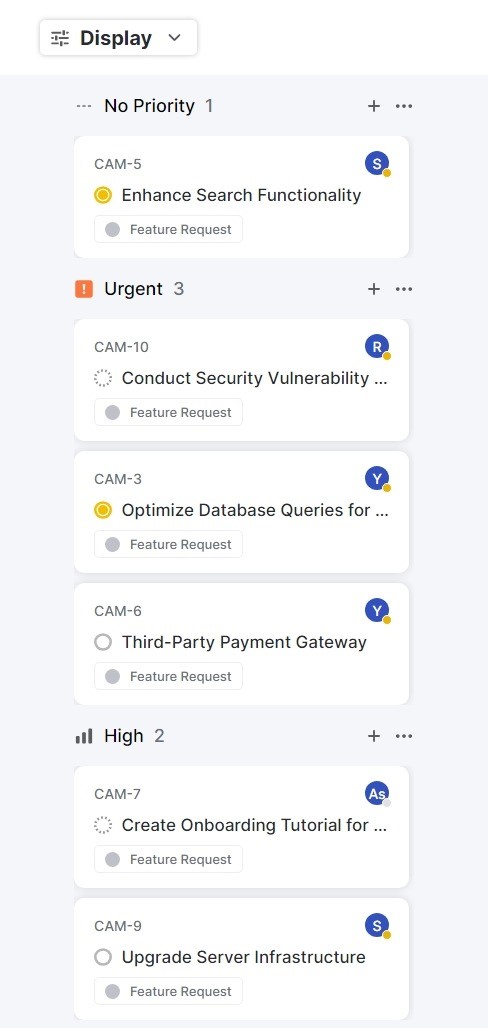 Display
No Priority 1
CAM-5 S
Enhance Search Functionality
Feature Request
! Urgent 3
CAM-10 R
Conduct Security Vulnerability ...
Feature Request
CAM-3 Y
Optimize Database Queries for ...
Feature Request
CAM-6 Y
Third-Party Payment Gateway
Feature Request
High 2
CAM-7 As
Create Onboarding Tutorial for ...
Feature Request
CAM-9 S
Upgrade Server Infrastructure
Feature Request